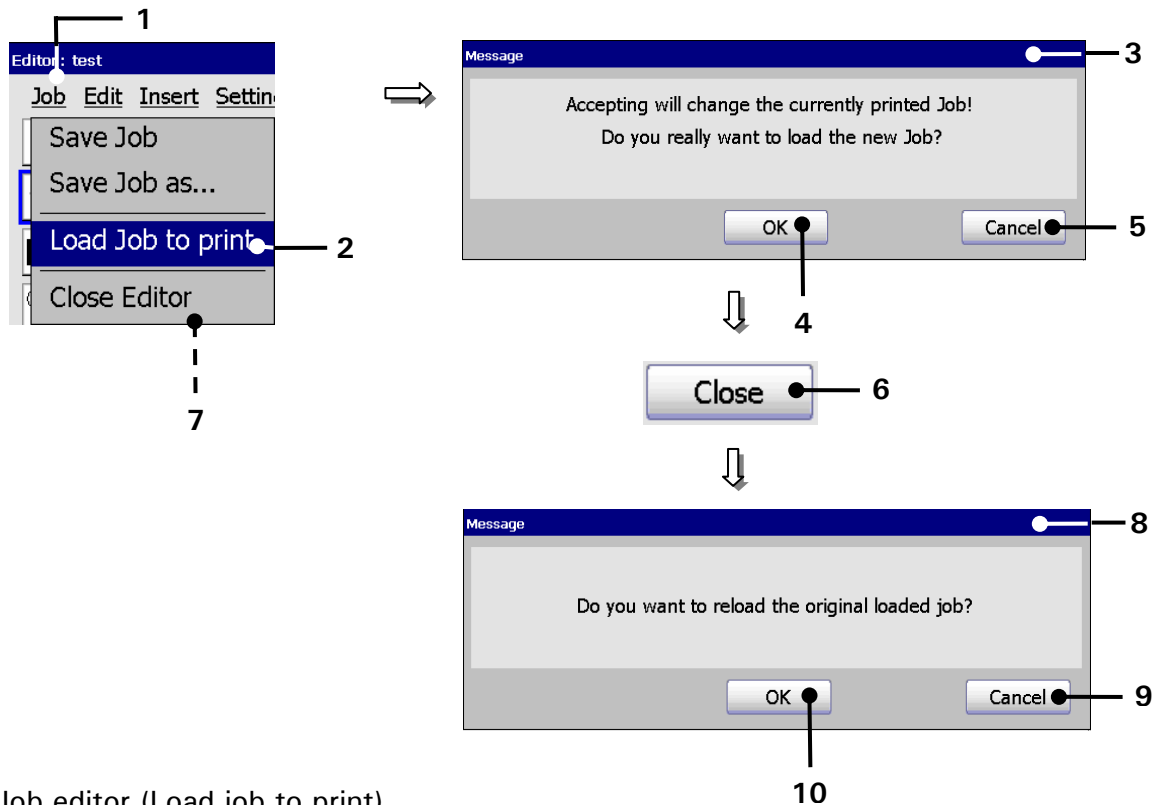 1
Editor: test
Job Edit Insert Settin
Save Job
Save Job as...
Load Job to print
2
Close Editor
7
Message
3
Accepting will change the currently printed Job!
Do you really want to load the new Job?
OK
Cancel
5
4
Close
6
Message
8
Do you want to reload the original loaded job?
OK
Cancel
9
10
Job editor (Load job to print)